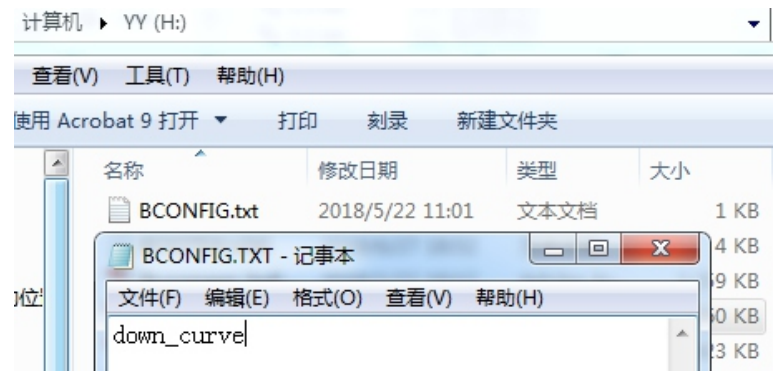 计算机 ▸ YY (H:)
查看(V) 工具(T) 帮助(H)
使用 Acrobat 9 打开 打印 刻录 新建文件夹
名称 修改日期 类型 大小
BCONFIG.txt 2018/5/22 11:01 文本文档 1 KB
BCONFIG.TXT - 记事本 4 KB
文件(F) 编辑(E) 格式(O) 查看(V) 帮助(H)
down_curve